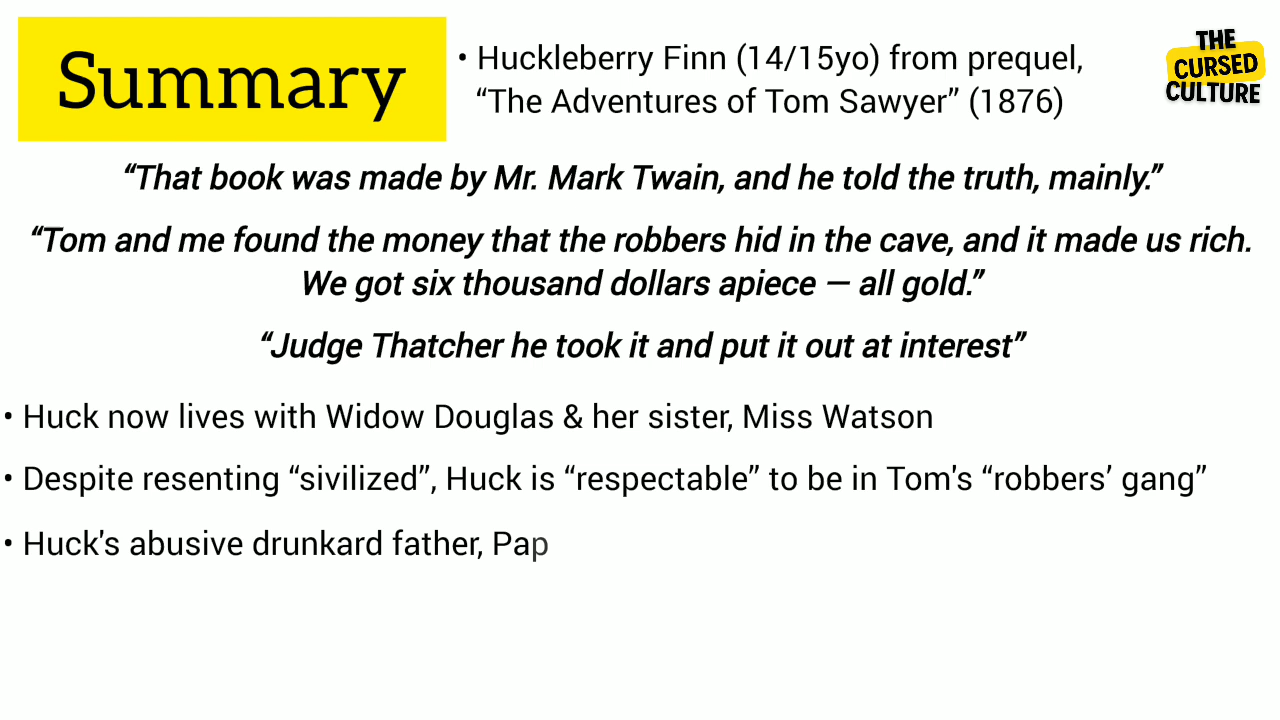 Summary
• Huckleberry Finn (14/15yo) from prequel,
“The Adventures of Tom Sawyer” (1876)
THE
CURSED
CULTURE
“That book was made by Mr. Mark Twain, and he told the truth, mainly.”
“Tom and me found the money that the robbers hid in the cave, and it made us rich.
We got six thousand dollars apiece — all gold.”
“Judge Thatcher he took it and put it out at interest”
• Huck now lives with Widow Douglas & her sister, Miss Watson
• Despite resenting “sivilized”, Huck is “respectable” to be in Tom's “robbers’ gang”
• Huck's abusive drunkard father, Pap